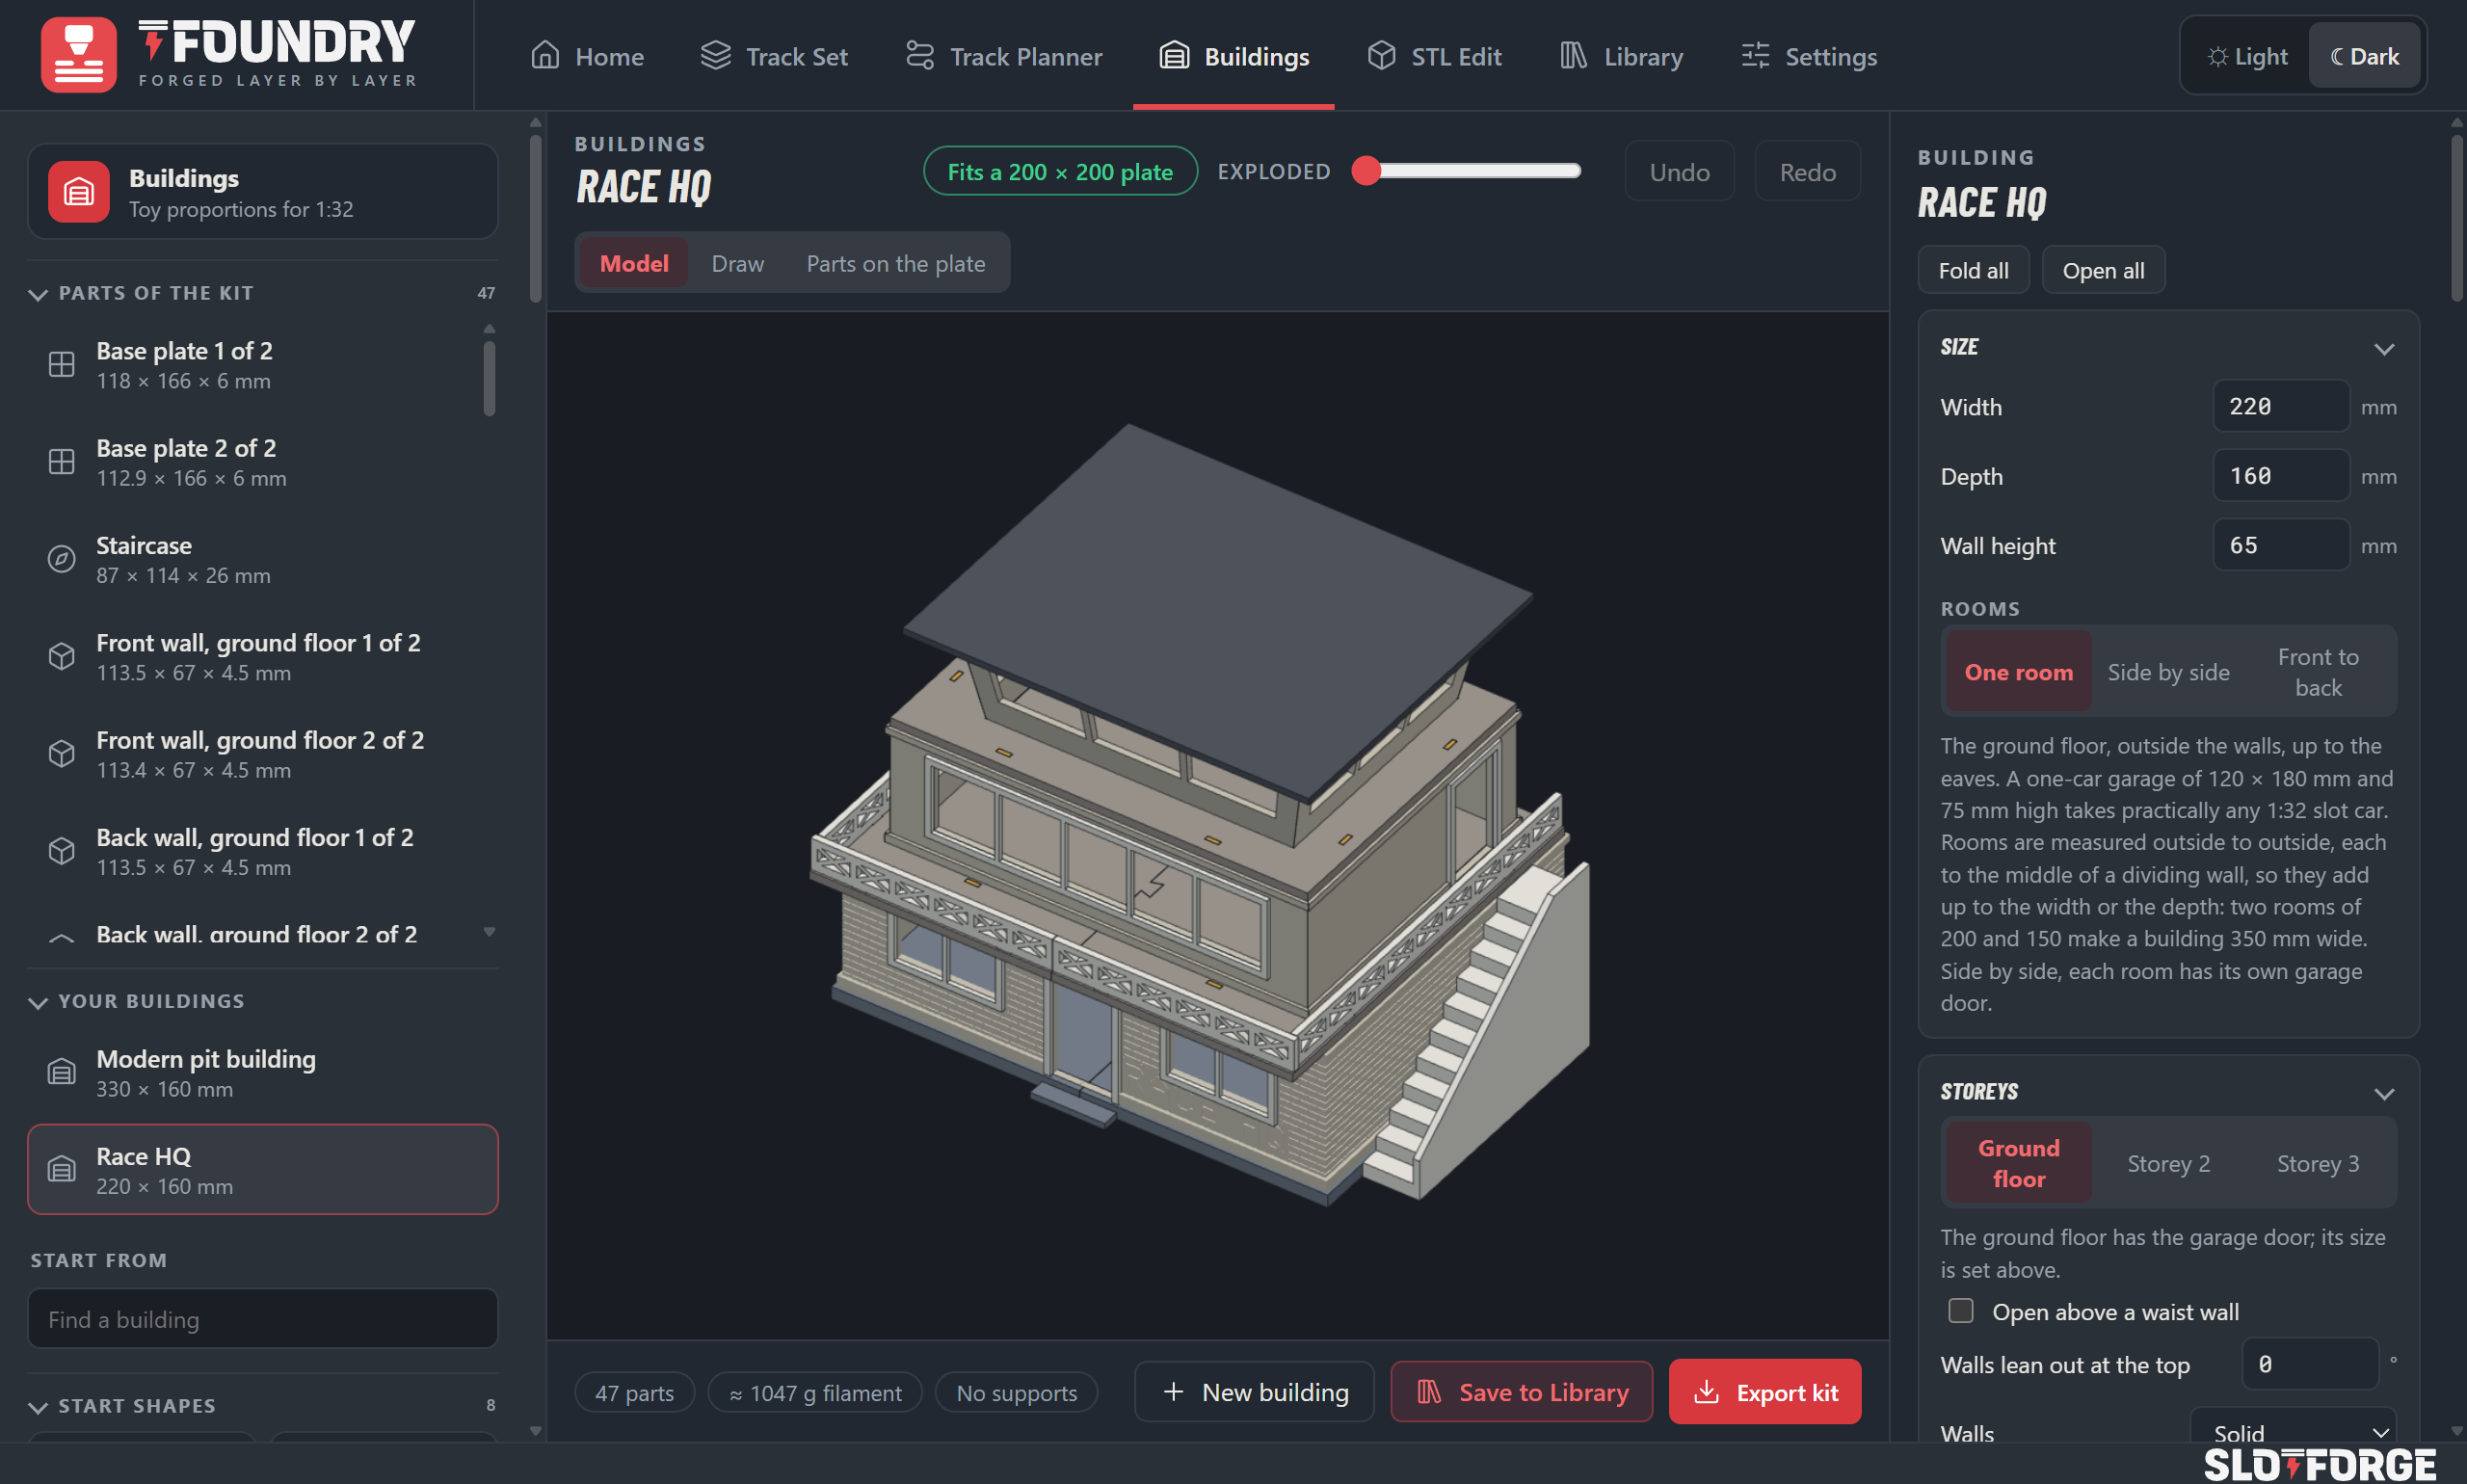 FOUNDRY
FORGED LAYER BY LAYER
Home
Track Set
Track Planner
Buildings
STL Edit
Library
Settings
Light
Dark
Buildings
Toy proportions for 1:32
PARTS OF THE KIT
47
Base plate 1 of 2
118 × 166 × 6 mm
Base plate 2 of 2
112.9 × 166 × 6 mm
Staircase
87 × 114 × 26 mm
Front wall, ground floor 1 of 2
113.5 × 67 × 4.5 mm
Front wall, ground floor 2 of 2
113.4 × 67 × 4.5 mm
Back wall, ground floor 1 of 2
113.5 × 67 × 4.5 mm
Back wall, ground floor 2 of 2
YOUR BUILDINGS
Modern pit building
330 × 160 mm
Race HQ
220 × 160 mm
START FROM
Find a building
START SHAPES
8
BUILDINGS
RACE HQ
Fits a 200 × 200 plate
EXPLODED
Undo
Redo
Model
Draw
Parts on the plate
47 parts
≈ 1047 g filament
No supports
New building
Save to Library
Export kit
BUILDING
RACE HQ
Fold all
Open all
SIZE
Width
220
mm
Depth
160
mm
Wall height
65
mm
ROOMS
One room
Side by side
Front to
back
The ground floor, outside the walls, up to the
eaves. A one-car garage of 120 × 180 mm and
75 mm high takes practically any 1:32 slot car.
Rooms are measured outside to outside, each
to the middle of a dividing wall, so they add
up to the width or the depth: two rooms of
200 and 150 make a building 350 mm wide.
Side by side, each room has its own garage
door.
STOREYS
Ground
floor
Storey 2
Storey 3
The ground floor has the garage door; its size
is set above.
Open above a waist wall
Walls lean out at the top
0
°
Walls
Solid
SLOTFORGE